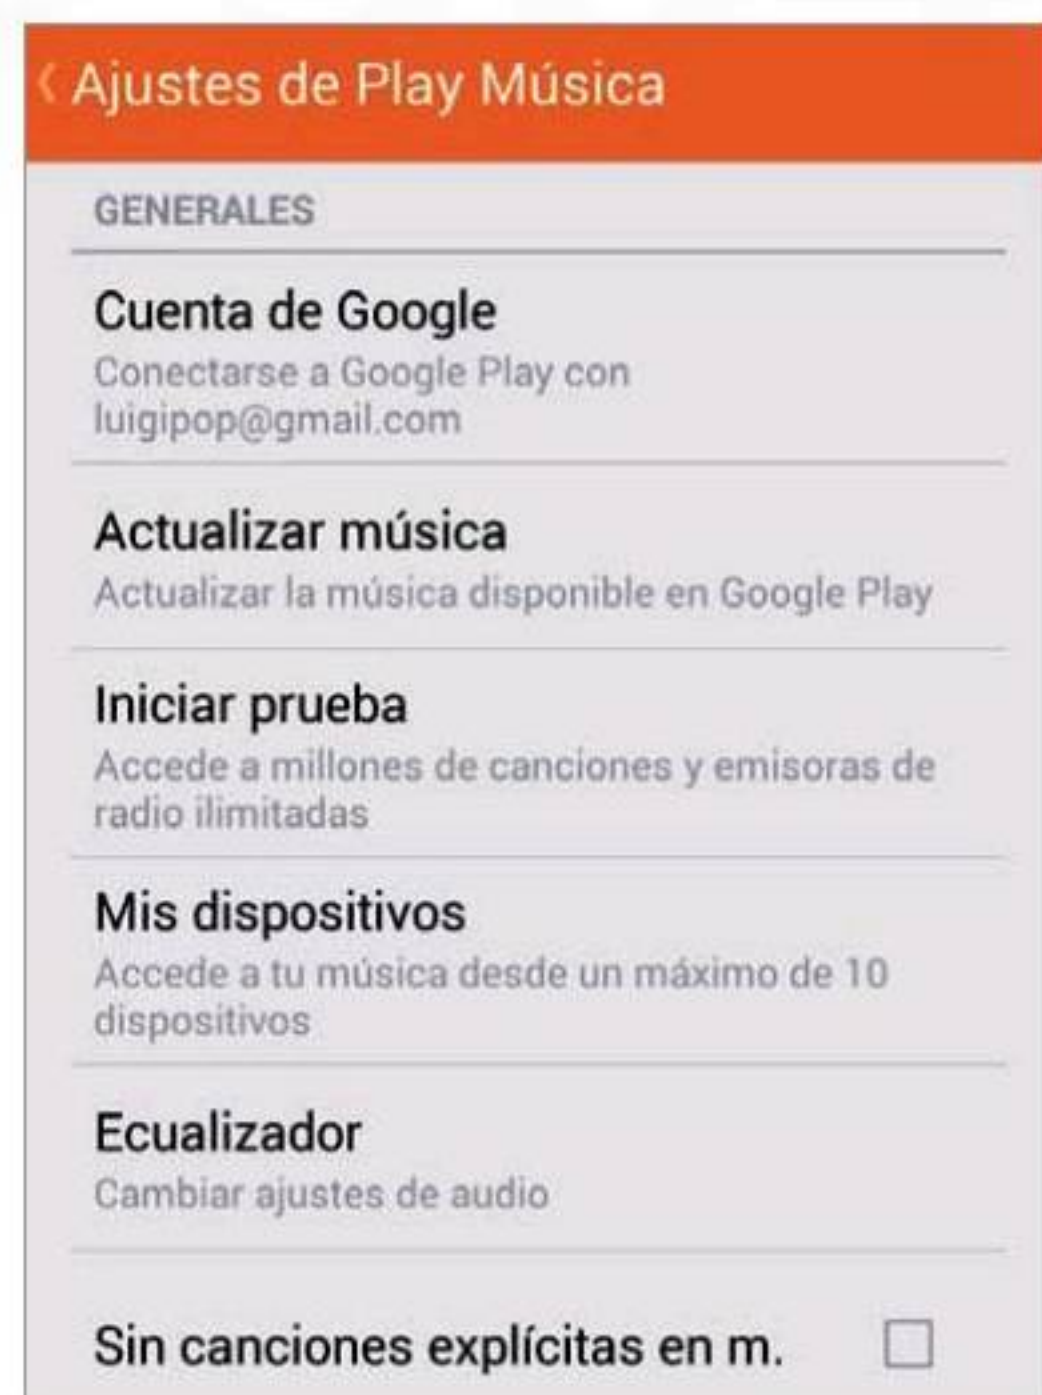 Ajustes de Play Música
GENERALES
Cuenta de Google
Conectarse a Google Play con
luigipop@gmail.com
Actualizar música
Actualizar la música disponible en Google Play
Iniciar prueba
Accede a millones de canciones y emisoras de
radio ilimitadas
Mis dispositivos
Accede a tu música desde un máximo de 10
dispositivos
Ecualizador
Cambiar ajustes de audio
Sin canciones explícitas en m.